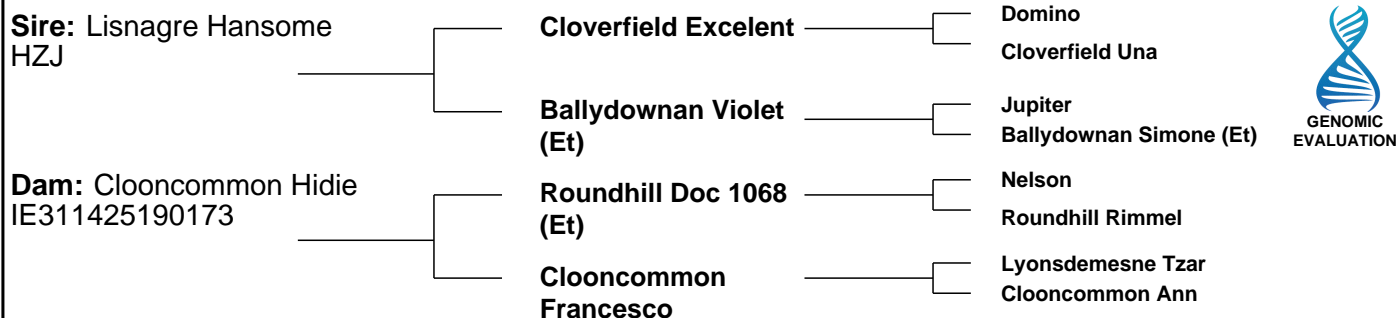 Sire: Lisnagre Hansome
HZJ
Cloverfield Excelent
Domino
Cloverfield Una
Ballydownan Violet
(Et)
Jupiter
Ballydownan Simone (Et)
GENOMIC
EVALUATION
Dam: Clooncommon Hidie
IE311425190173
Roundhill Doc 1068
(Et)
Nelson
Roundhill Rimmel
Clooncommon
Francesco
Lyonsdemesne Tzar
Clooncommon Ann